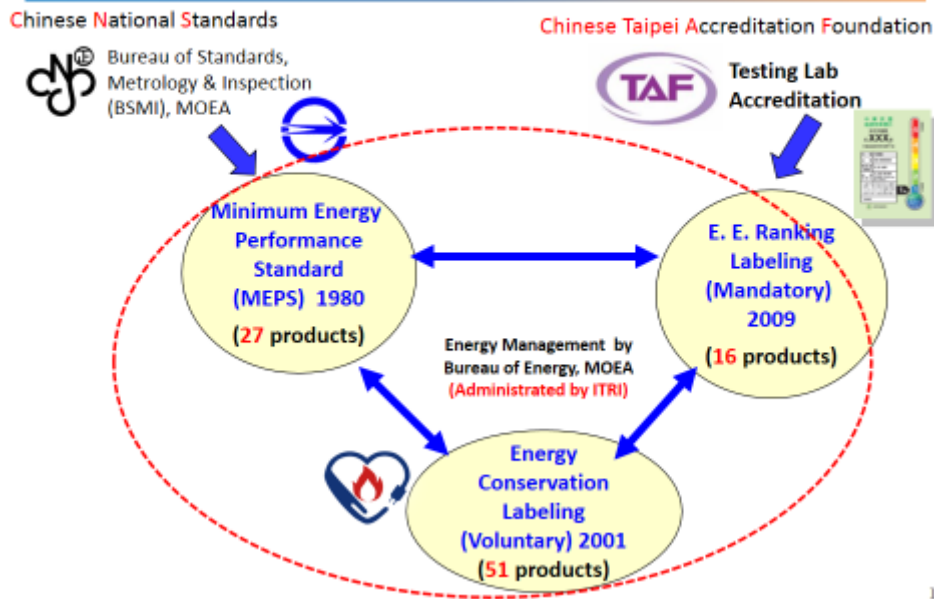 Chinese National Standards
Bureau of Standards,
Metrology & Inspection
(BSMI), MOEA
Chinese Taipei Accreditation Foundation
TAF
Testing Lab
Accreditation
XXX
Minimum Energy
Performance
Standard
(MEPS) 1980
(27 products)
E. E. Ranking
Labeling
(Mandatory)
2009
(16 products)
Energy Management by
Bureau of Energy, MOEA
(Administrated by ITRI)
Energy
Conservation
Labeling
(Voluntary) 2001
(51 products)